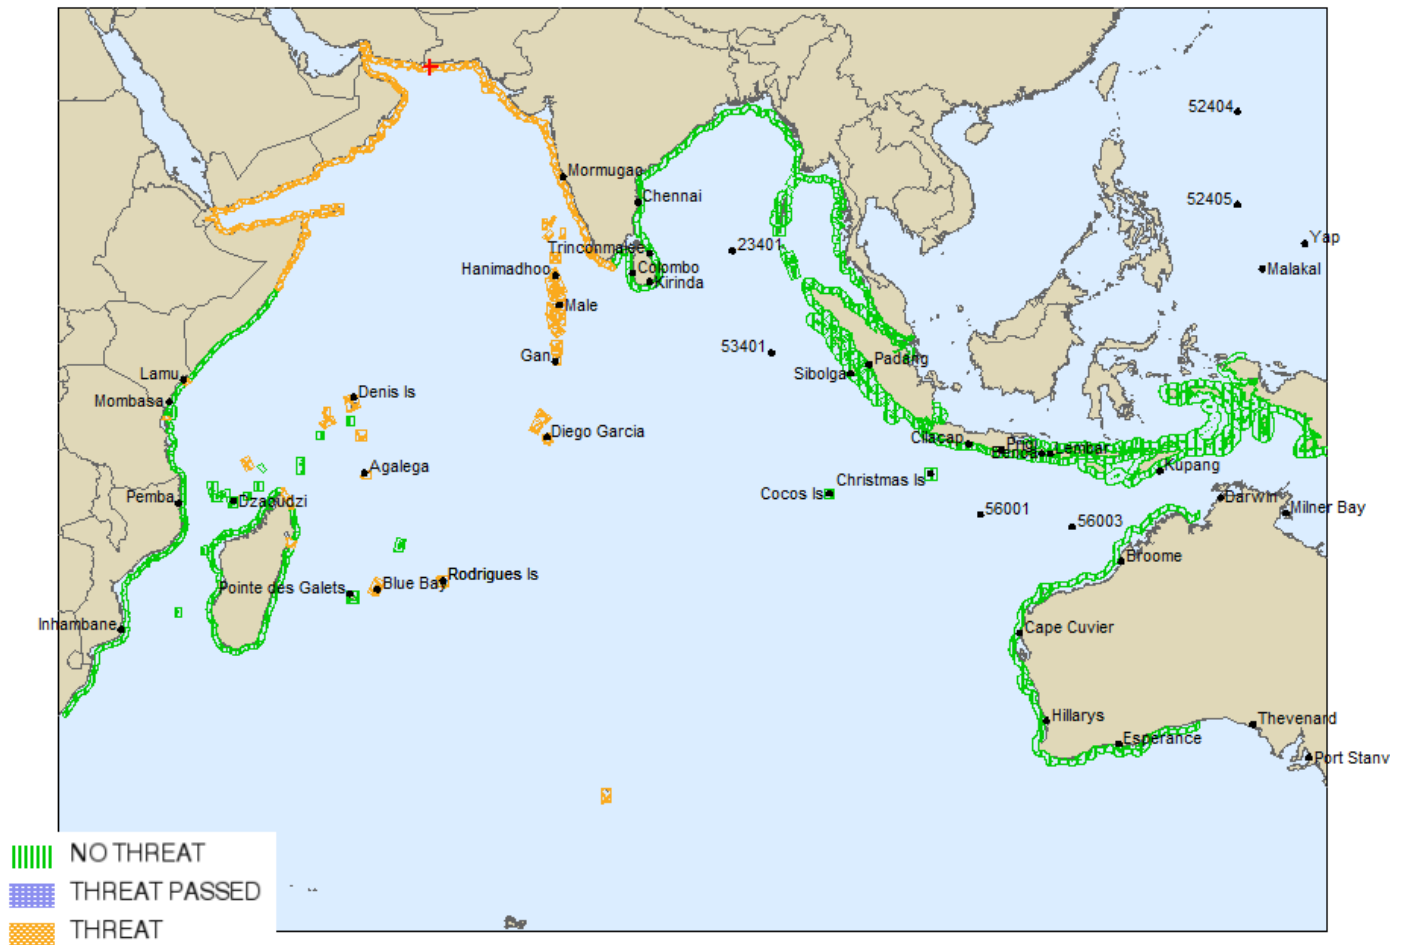 52404
Mormugao
Chennai
52405
Yap
Trinconmalee
23401
Hanimadhoo
Colombo
Malakal
Kirinda
Male
Gan
53401
Padang
Lamu
Sibolga
Denis Is
Mombasa
Diego Garcia
Cilacap
Prigi
Benoa
Lembar
Agalega
Christmas Is
Kupang
Pemba
Dzaoudzi
Cocos Is
Darwin
Milner Bay
56001
56003
Broome
Rodrigues Is
Pointe des Galets
Blue Bay
Inhambane
Cape Cuvier
Hillarys
Thevenard
Esperance
Port Stanv
NO THREAT
THREAT PASSED
THREAT